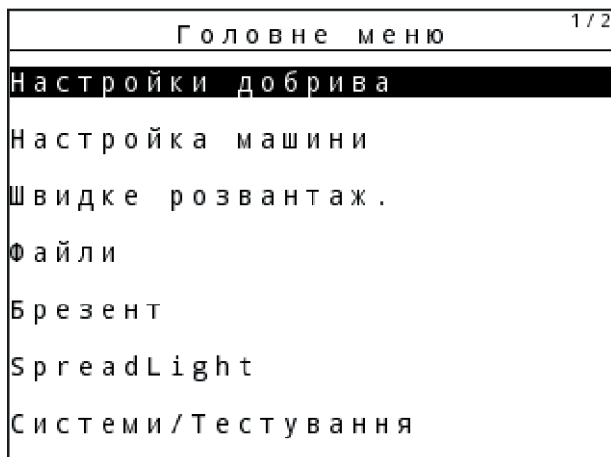 Головне меню
1/2
Настройки добрива
Настройка машини
Швидке розвантаж.
Файли
Брезент
SpreadLight
Системи/Тестування